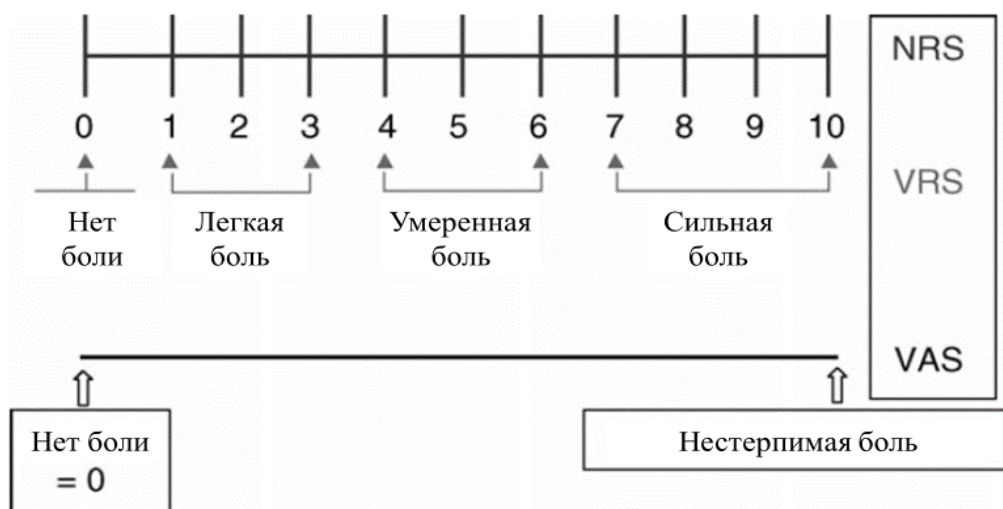 NRS
0 1 2 3 4 5 6 7 8 9 10
VRS
Нет боли
Легкая боль
Умеренная боль
Сильная боль
VAS
Нет боли
= 0
Нестерпимая боль